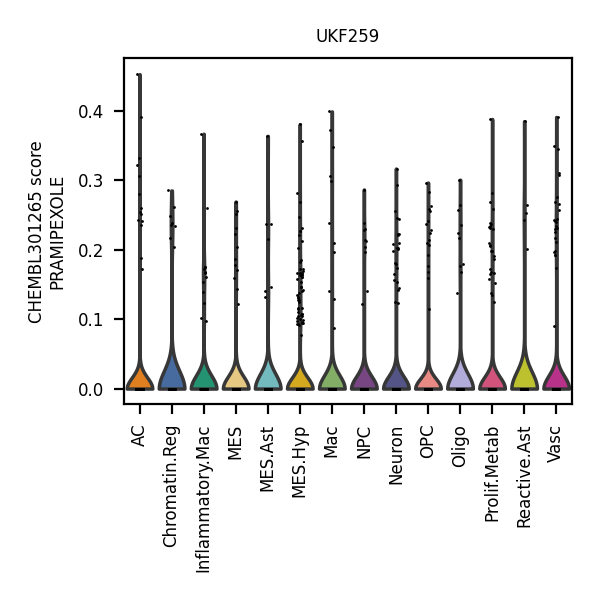 UKF259
CHEMBL301265 score
PRAMIPEXOLE
0.4
0.3
0.2
0.1
0.0
AC
Chromatin.Reg
Inflammatory.Mac
MES
MES.Ast
MES.Hyp
Mac
NPC
Neuron
OPC
Oligo
Prolif.Metab
Reactive.Ast
Vasc